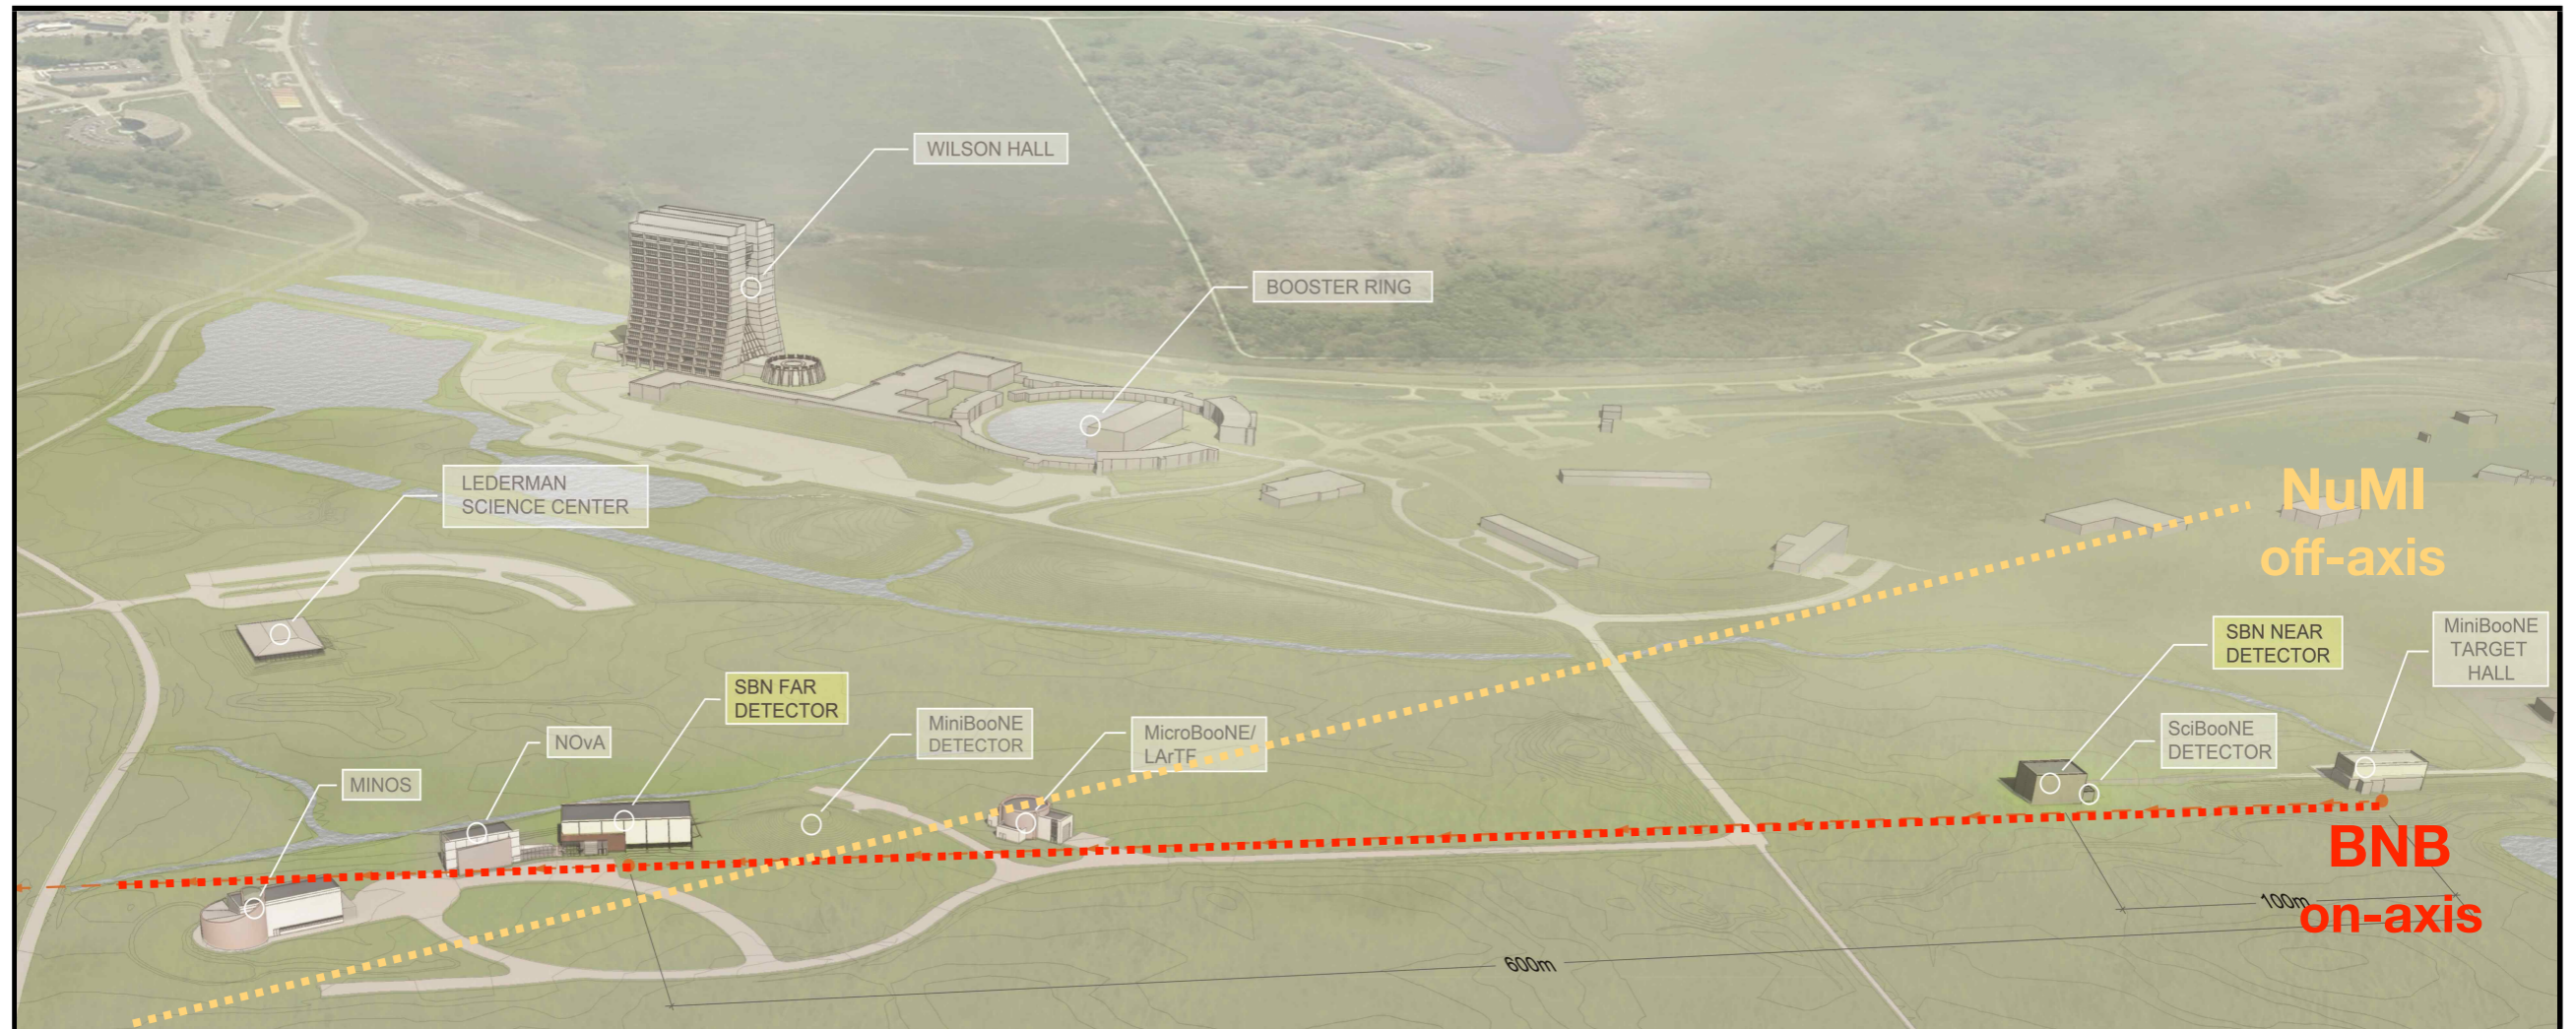 WILSON HALL
BOOSTER RING
LEDERMAN
SCIENCE CENTER
NuMI
off-axis
SBN NEAR
DETECTOR
MiniBooNE
TARGET
HALL
SBN FAR
DETECTOR
MiniBooNE
DETECTOR
MicroBooNE/
LArTF
SciBooNE
DETECTOR
NOvA
MINOS
BNB
on-axis
100m
600m